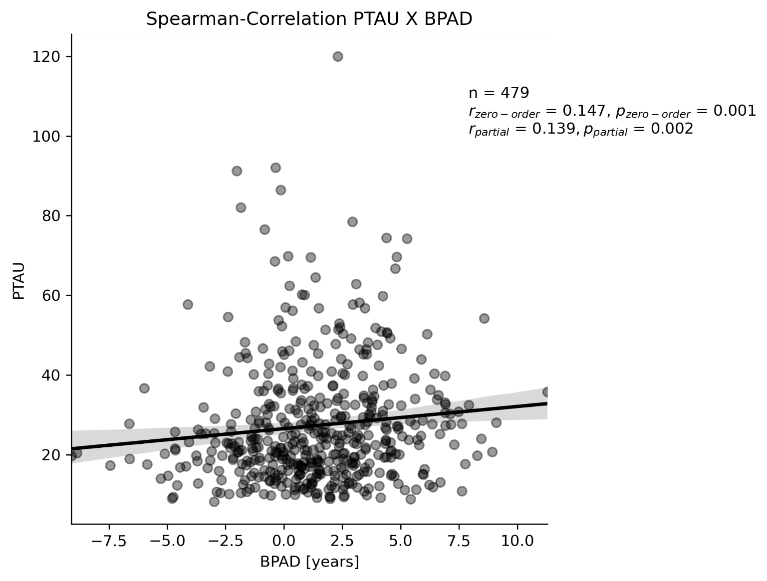 Spearman-Correlation PTAU X BPAD
120
100
80
60
40
20
PTAU
n = 479
r_zero−order = 0.147, p_zero−order = 0.001
r_partial = 0.139, p_partial = 0.002
−7.5 −5.0 −2.5 0.0 2.5 5.0 7.5 10.0
BPAD [years]